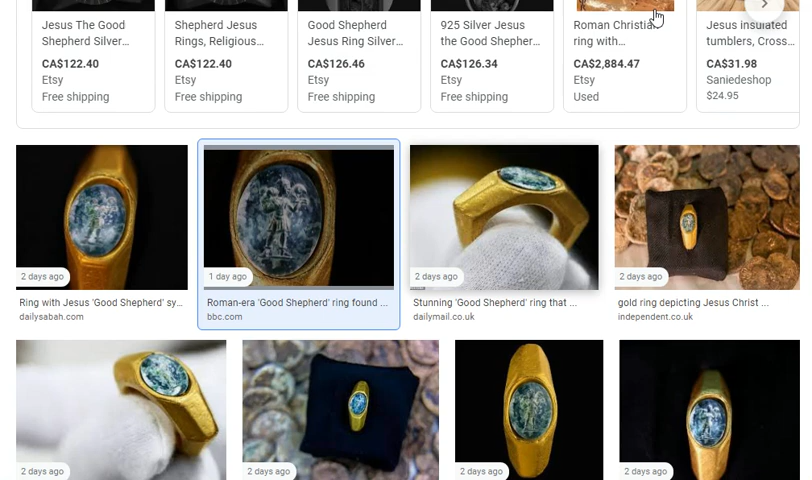 Jesus The Good
Shepherd Silver...
CA$122.40
Etsy
Free shipping
Shepherd Jesus
Rings, Religious...
CA$122.40
Etsy
Free shipping
Good Shepherd
Jesus Ring Silver...
CA$126.46
Etsy
Free shipping
925 Silver Jesus
the Good Shepher...
CA$126.34
Etsy
Free shipping
Roman Christian
ring with...
CA$2,884.47
Etsy
Used
Jesus insulated
tumblers, Cross...
CA$31.98
Saniedeshop
$24.95
2 days ago
Ring with Jesus 'Good Shepherd' sy...
dailysabah.com
1 day ago
Roman-era 'Good Shepherd' ring found ...
bbc.com
2 days ago
Stunning 'Good Shepherd' ring that ...
dailymail.co.uk
2 days ago
gold ring depicting Jesus Christ ...
independent.co.uk
2 days ago
2 days ago
2 days ago
2 days ago